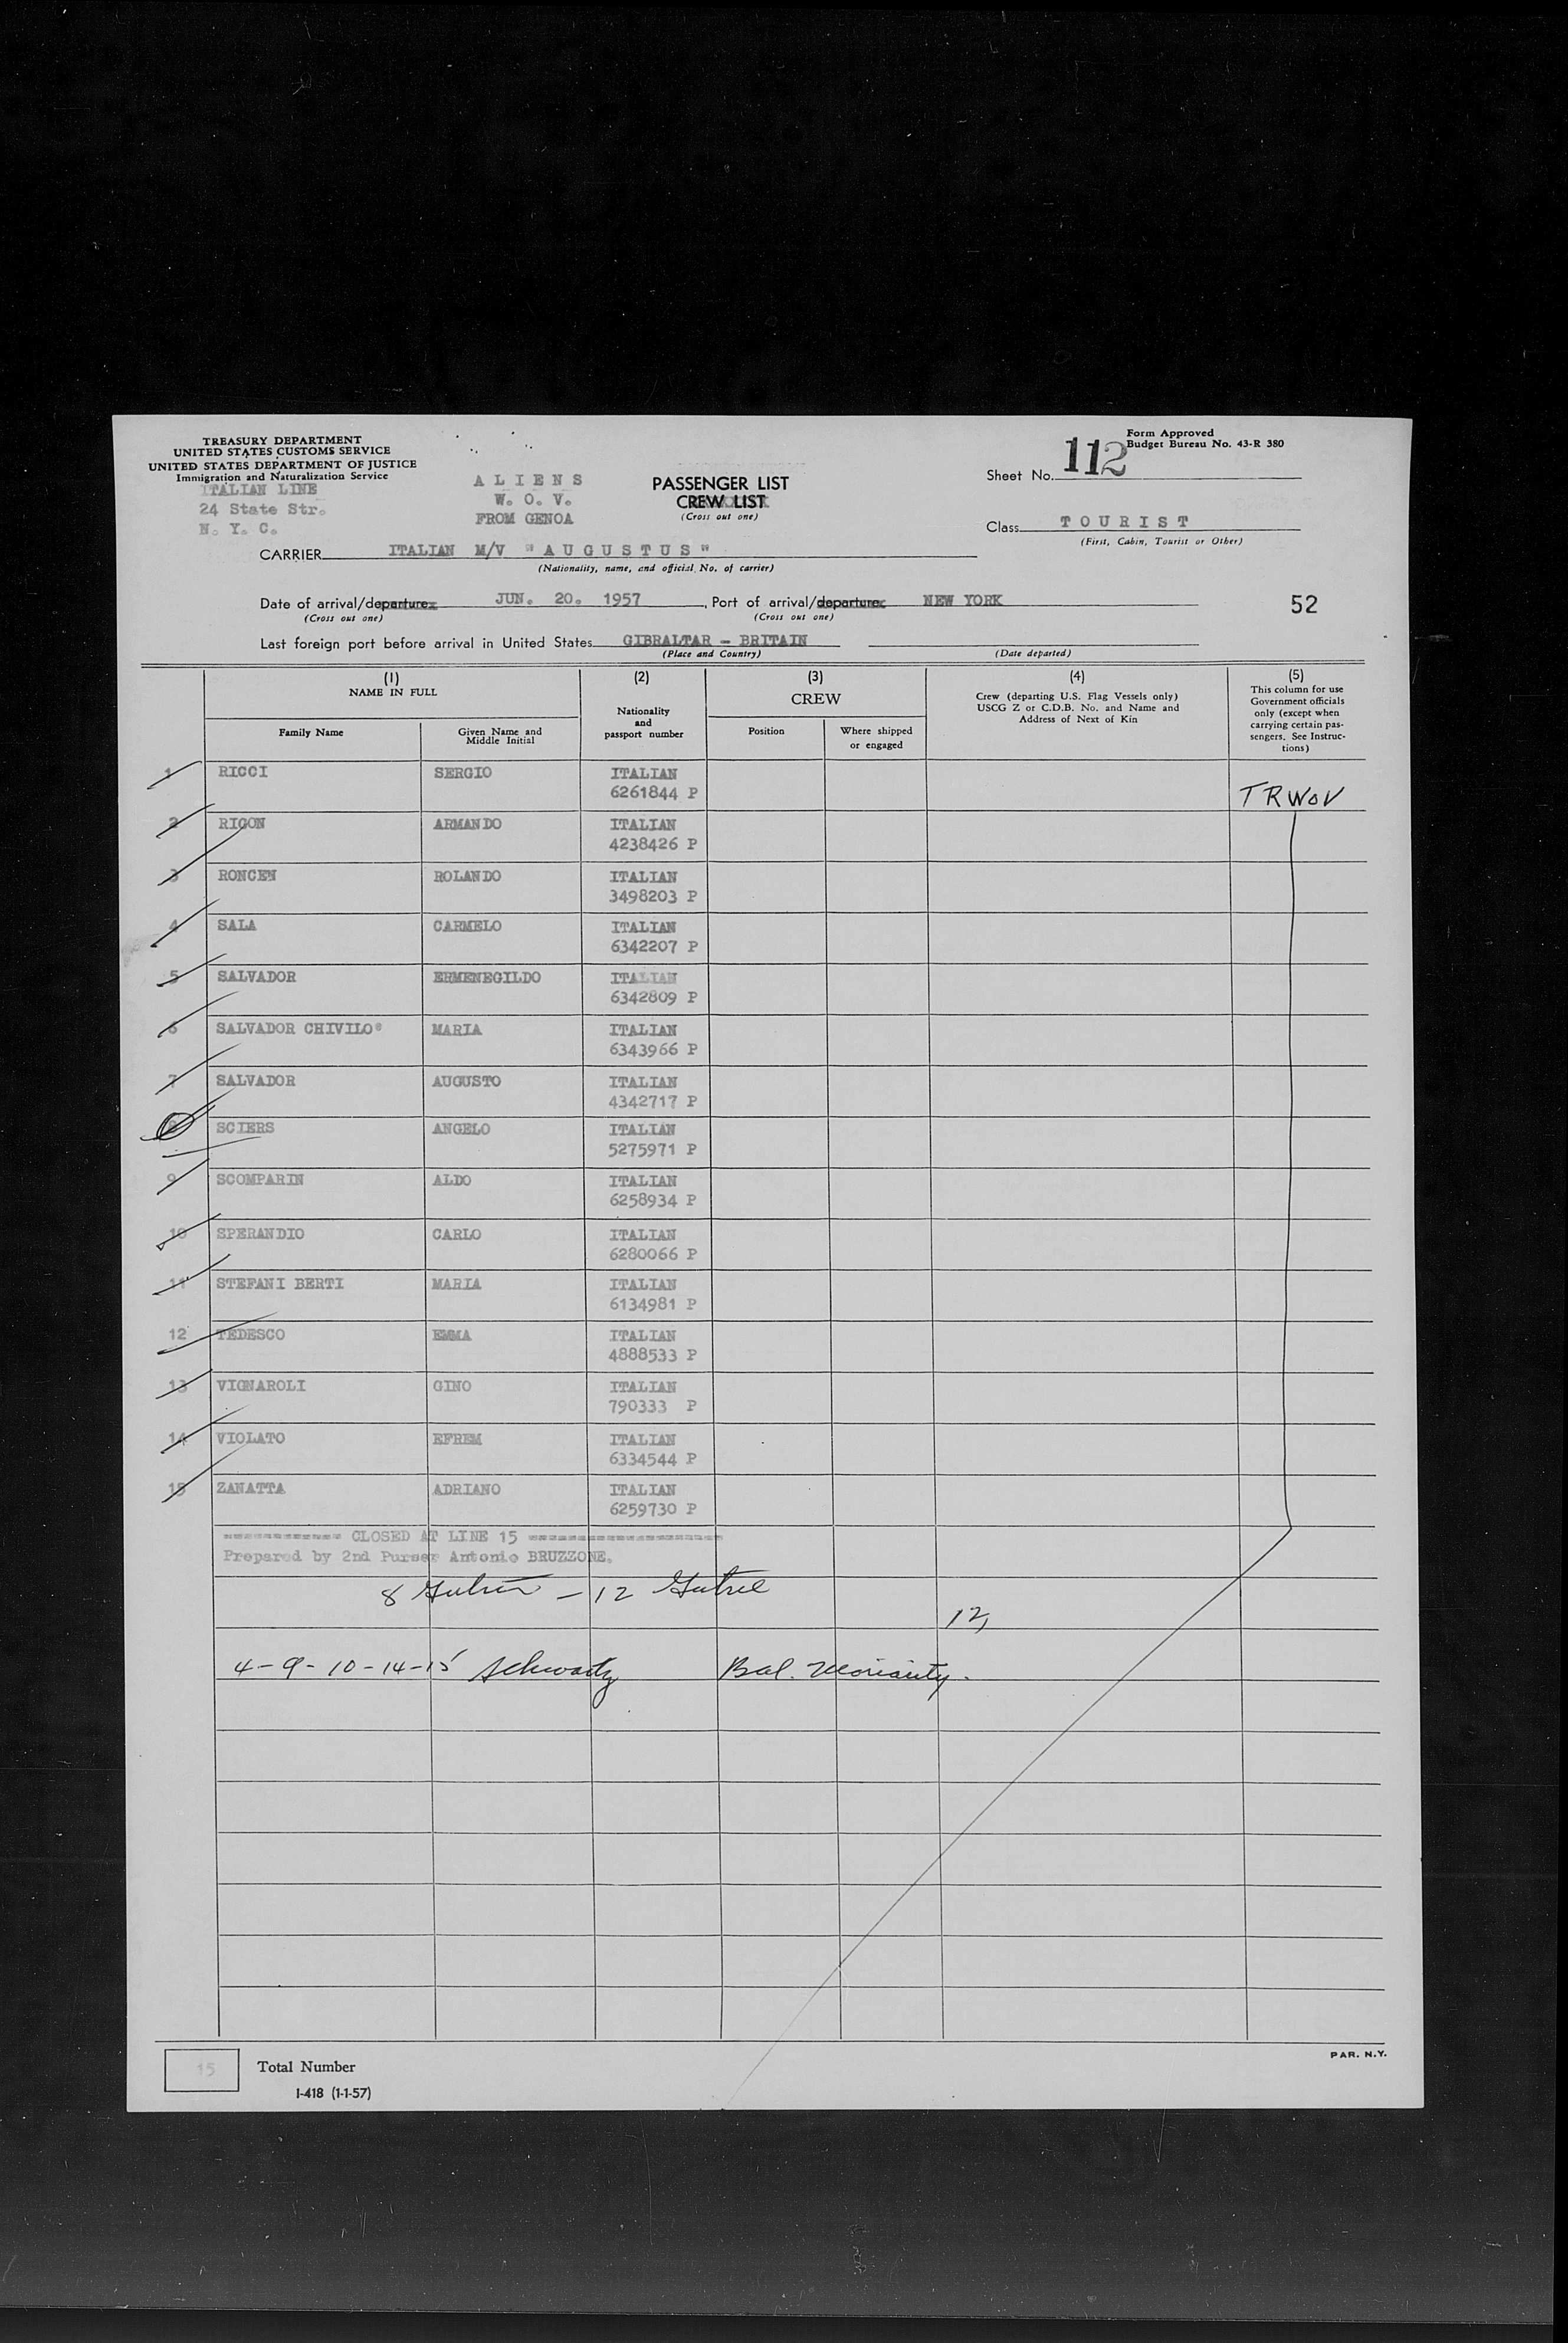 TREASURY DEPARTMENT
UNITED STATES CUSTOMS SERVICE
UNITED STATES DEPARTMENT OF JUSTICE
Immigration and Naturalization Service
ITALIAN LINE
24 State Str.
N. Y. C.
A L I E N S
W. O. V.
FROM GENOA
PASSENGER LIST
CREW LIST
(Cross out one)
Form Approved
Budget Bureau No. 43-R 380
Sheet No. 112
Class T O U R I S T
(First, Cabin, Tourist or Other)
CARRIER ITALIAN M/V "A U G U S T U S"
(Nationality, name, and official No. of carrier)
Date of arrival/departure JUN. 20. 1957, Port of arrival/departure NEW YORK
(Cross out one) (Cross out one)
52
Last foreign port before arrival in United States GIBRALTAR - BRITAIN
(Place and Country) (Date departed)
(1) NAME IN FULL
Family Name
Given Name and Middle Initial
(2) Nationality and passport number
(3) CREW
Position
Where shipped or engaged
(4) Crew (departing U.S. Flag Vessels only) USCG Z or C.D.B. No. and Name and Address of Next of Kin
(5) This column for use Government officials only (except when carrying certain passengers. See Instructions)
1 RICCI SERGIO ITALIAN
6261844 P TRWOV
2 RIGON ARMANDO ITALIAN
4238426 P
3 RONCEN ROLANDO ITALIAN
3498203 P
4 SALA CARMELO ITALIAN
6342207 P
5 SALVADOR ERMENEGILDO ITALIAN
6342809 P
6 SALVADOR CHIVILO* MARIA ITALIAN
6343966 P
7 SALVADOR AUGUSTO ITALIAN
4342717 P
8 SCIERS ANGELO ITALIAN
5275971 P
9 SCOMPARIN ALDO ITALIAN
6258934 P
10 SPERANDIO CARLO ITALIAN
6280066 P
11 STEFANI BERTI MARIA ITALIAN
6134981 P
12 TEDESCO EMMA ITALIAN
4888533 P
13 VIGNAROLI GINO ITALIAN
790333 P
14 VIOLATO EFREM ITALIAN
6334544 P
15 ZANATTA ADRIANO ITALIAN
6259730 P
============ CLOSED AT LINE 15 ====================
Prepared by 2nd Purser Antonio BRUZZONE.
8 - 12
12,
4-9-10-14-15 Schwartz Bal. Moriarity.
15 Total Number
I-418 (1-1-57)
PAR. N.Y.